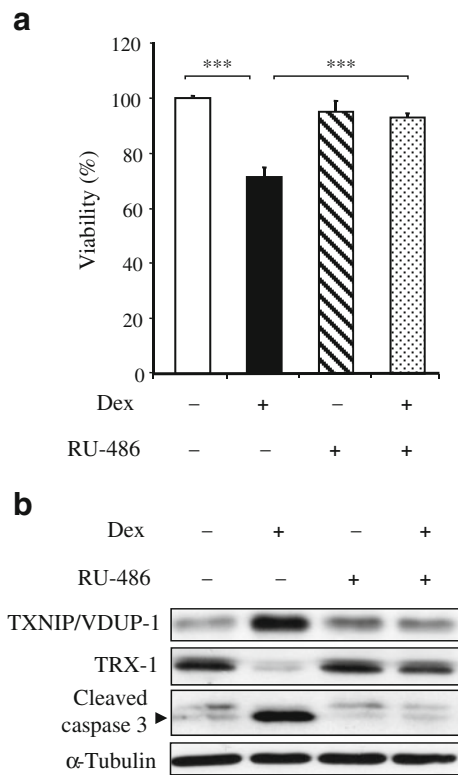 a
120
100
80
60
40
20
0
Viability (%)
*** ***
Dex − + − +
RU-486 − − + +
b
Dex − + − +
RU-486 − − + +
TXNIP/VDUP-1
TRX-1
Cleaved
caspase 3
α-Tubulin